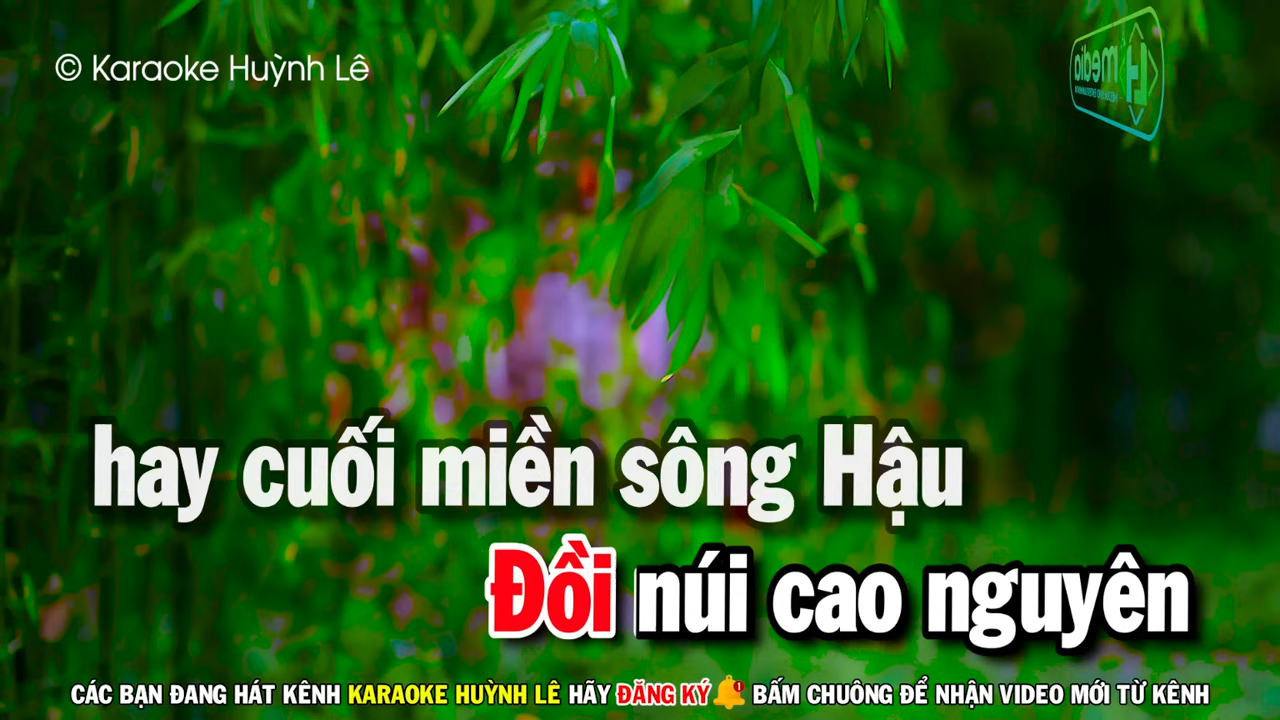 © Karaoke Huỳnh Lê
media
hay cuối miền sông Hậu
Đồi núi cao nguyên
CÁC BẠN ĐANG HÁT KÊNH KARAOKE HUỲNH LÊ HÃY ĐĂNG KÝ BẤM CHUÔNG ĐỂ NHẬN VIDEO MỚI TỪ KÊNH